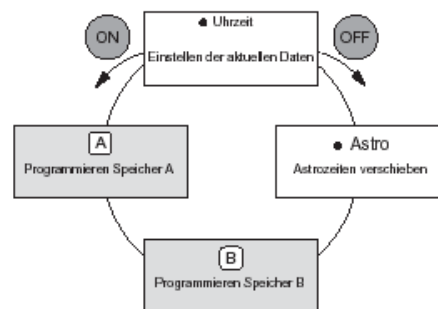 ON
● Uhrzeit
OFF
Einstellen der aktuellen Daten
A
Programmieren Speicher A
● Astro
Astrozeiten verschieben
B
Programmieren Speicher B